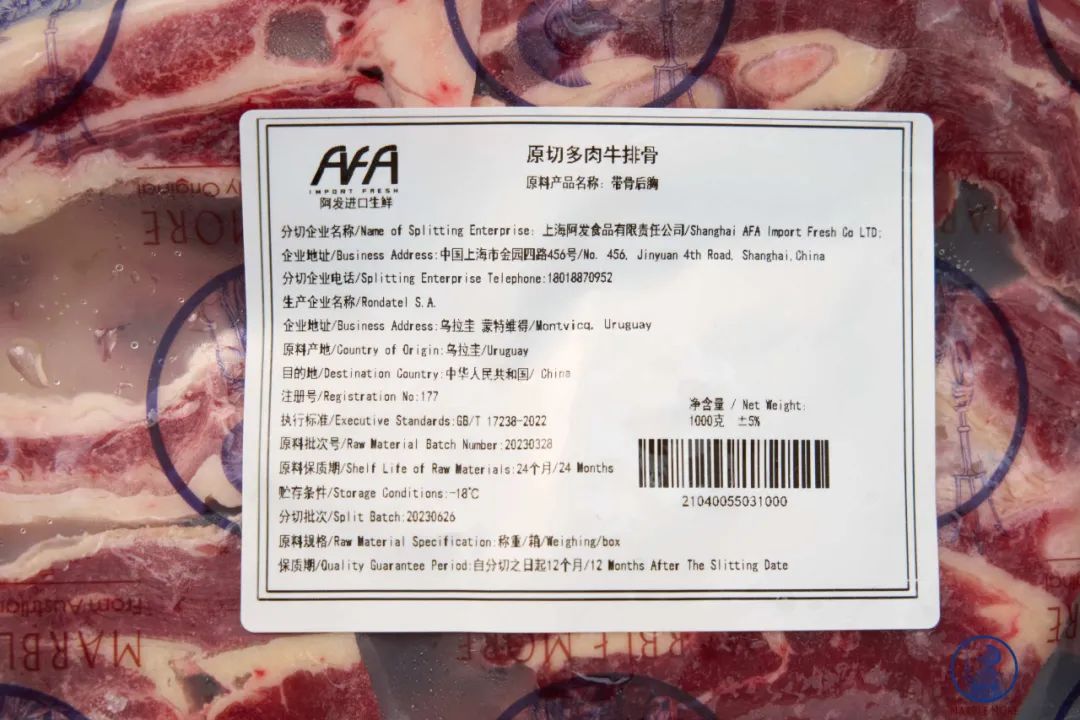 AFA
IMPORT FRESH
阿发进口生鲜
原切多肉牛排骨
原料产品名称：带骨后胸
分切企业名称/Name of Splitting Enterprise: 上海阿发食品有限责任公司/Shanghai AFA Import Fresh Co LTD;
企业地址/Business Address:中国上海市金园四路456号/No. 456, Jinyuan 4th Road, Shanghai,China
分切企业电话/Splitting Enterprise Telephone:18018870952
生产企业名称/Rondatel S.A.
企业地址/Business Address:乌拉圭 蒙特维得/Montvicq, Uruguay
原料产地/Country of Origin:乌拉圭/Uruguay
目的地/Destination Country:中华人民共和国/ China
注册号/Registration No:177
执行标准/Executive Standards:GB/T 17238-2022
原料批次号/Raw Material Batch Number:20230328
原料保质期/Shelf Life of Raw Materials:24个月/24 Months
贮存条件/Storage Conditions:-18℃
分切批次/Split Batch:20230626
原料规格/Raw Material Specification:称重/箱/Weighing/box
保质期/Quality Guarantee Period:自分切之日起12个月/12 Months After The Slitting Date
净含量 / Net Weight:
1000克 ±5%
21040055031000
MARBLE MORE